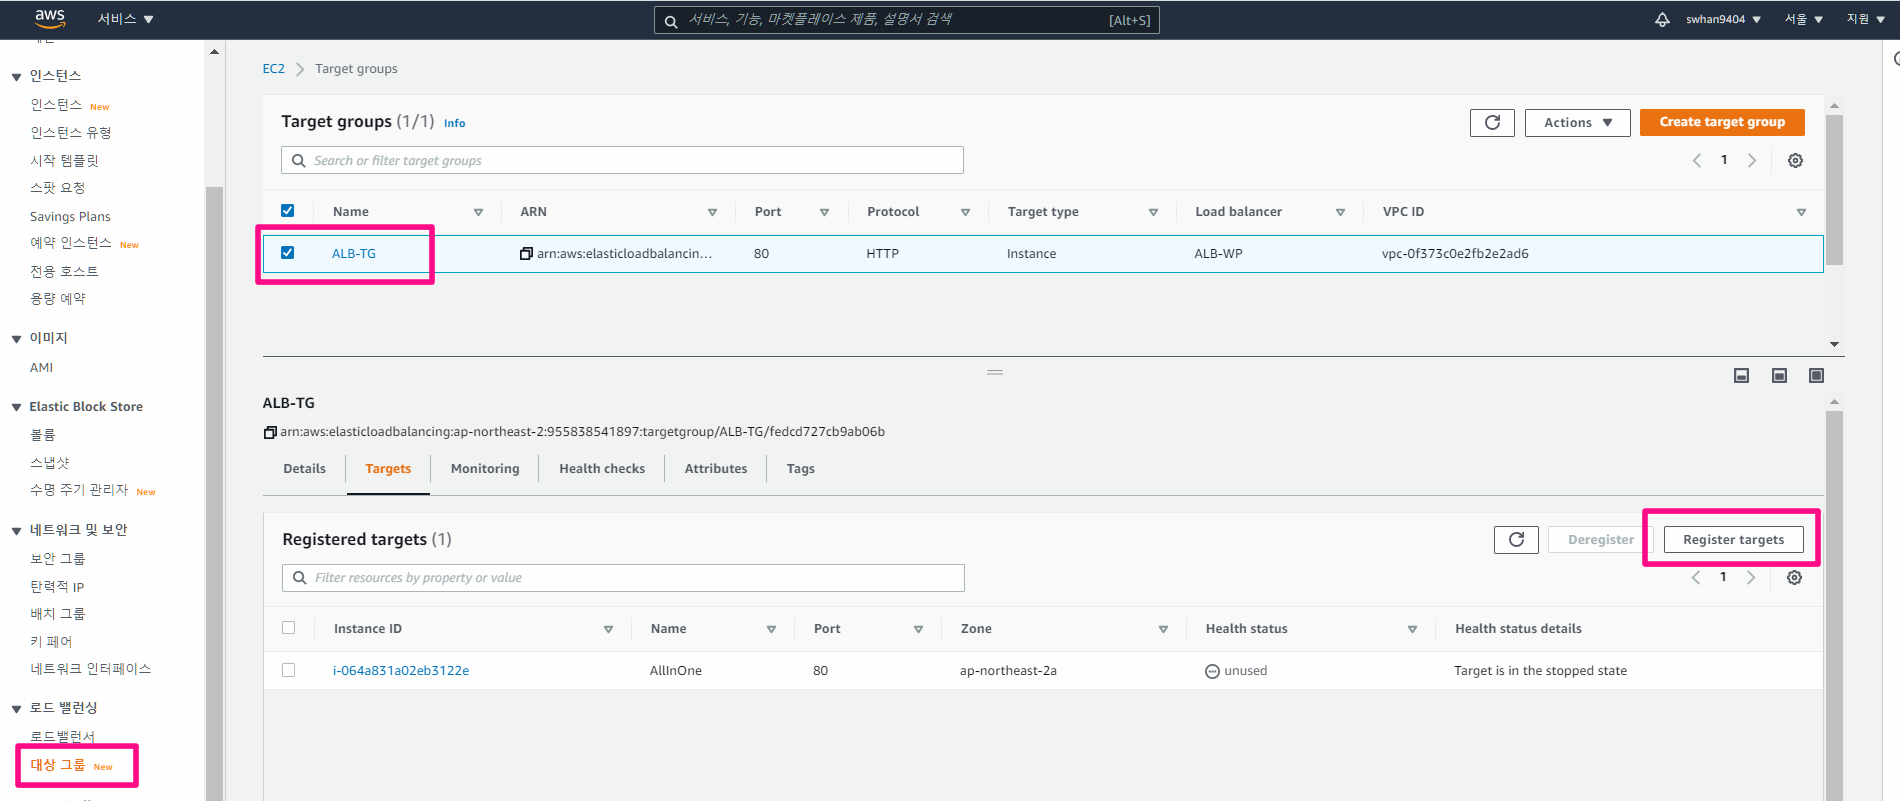 aws 서비스 ▼ 서비스, 기능, 마켓플레이스 제품, 설명서 검색 [Alt+S] swhan9404 ▼ 서울 ▼ 지원 ▼
▼ 인스턴스
인스턴스 New
인스턴스 유형
시작 템플릿
스팟 요청
Savings Plans
예약 인스턴스 New
전용 호스트
용량 예약
▼ 이미지
AMI
▼ Elastic Block Store
볼륨
스냅샷
수명 주기 관리자 New
▼ 네트워크 및 보안
보안 그룹
탄력적 IP
배치 그룹
키 페어
네트워크 인터페이스
▼ 로드 밸런싱
로드밸런서
대상 그룹 New
EC2 > Target groups
Target groups (1/1) Info
Actions ▼ Create target group
Search or filter target groups
< 1 >
Name ARN Port Protocol Target type Load balancer VPC ID
ALB-TG arn:aws:elasticloadbalancin... 80 HTTP Instance ALB-WP vpc-0f373c0e2fb2e2ad6
ALB-TG
arn:aws:elasticloadbalancing:ap-northeast-2:955838541897:targetgroup/ALB-TG/fedcd727cb9ab06b
Details Targets Monitoring Health checks Attributes Tags
Registered targets (1)
Deregister Register targets
Filter resources by property or value
< 1 >
Instance ID Name Port Zone Health status Health status details
i-064a831a02eb3122e AllInOne 80 ap-northeast-2a unused Target is in the stopped state